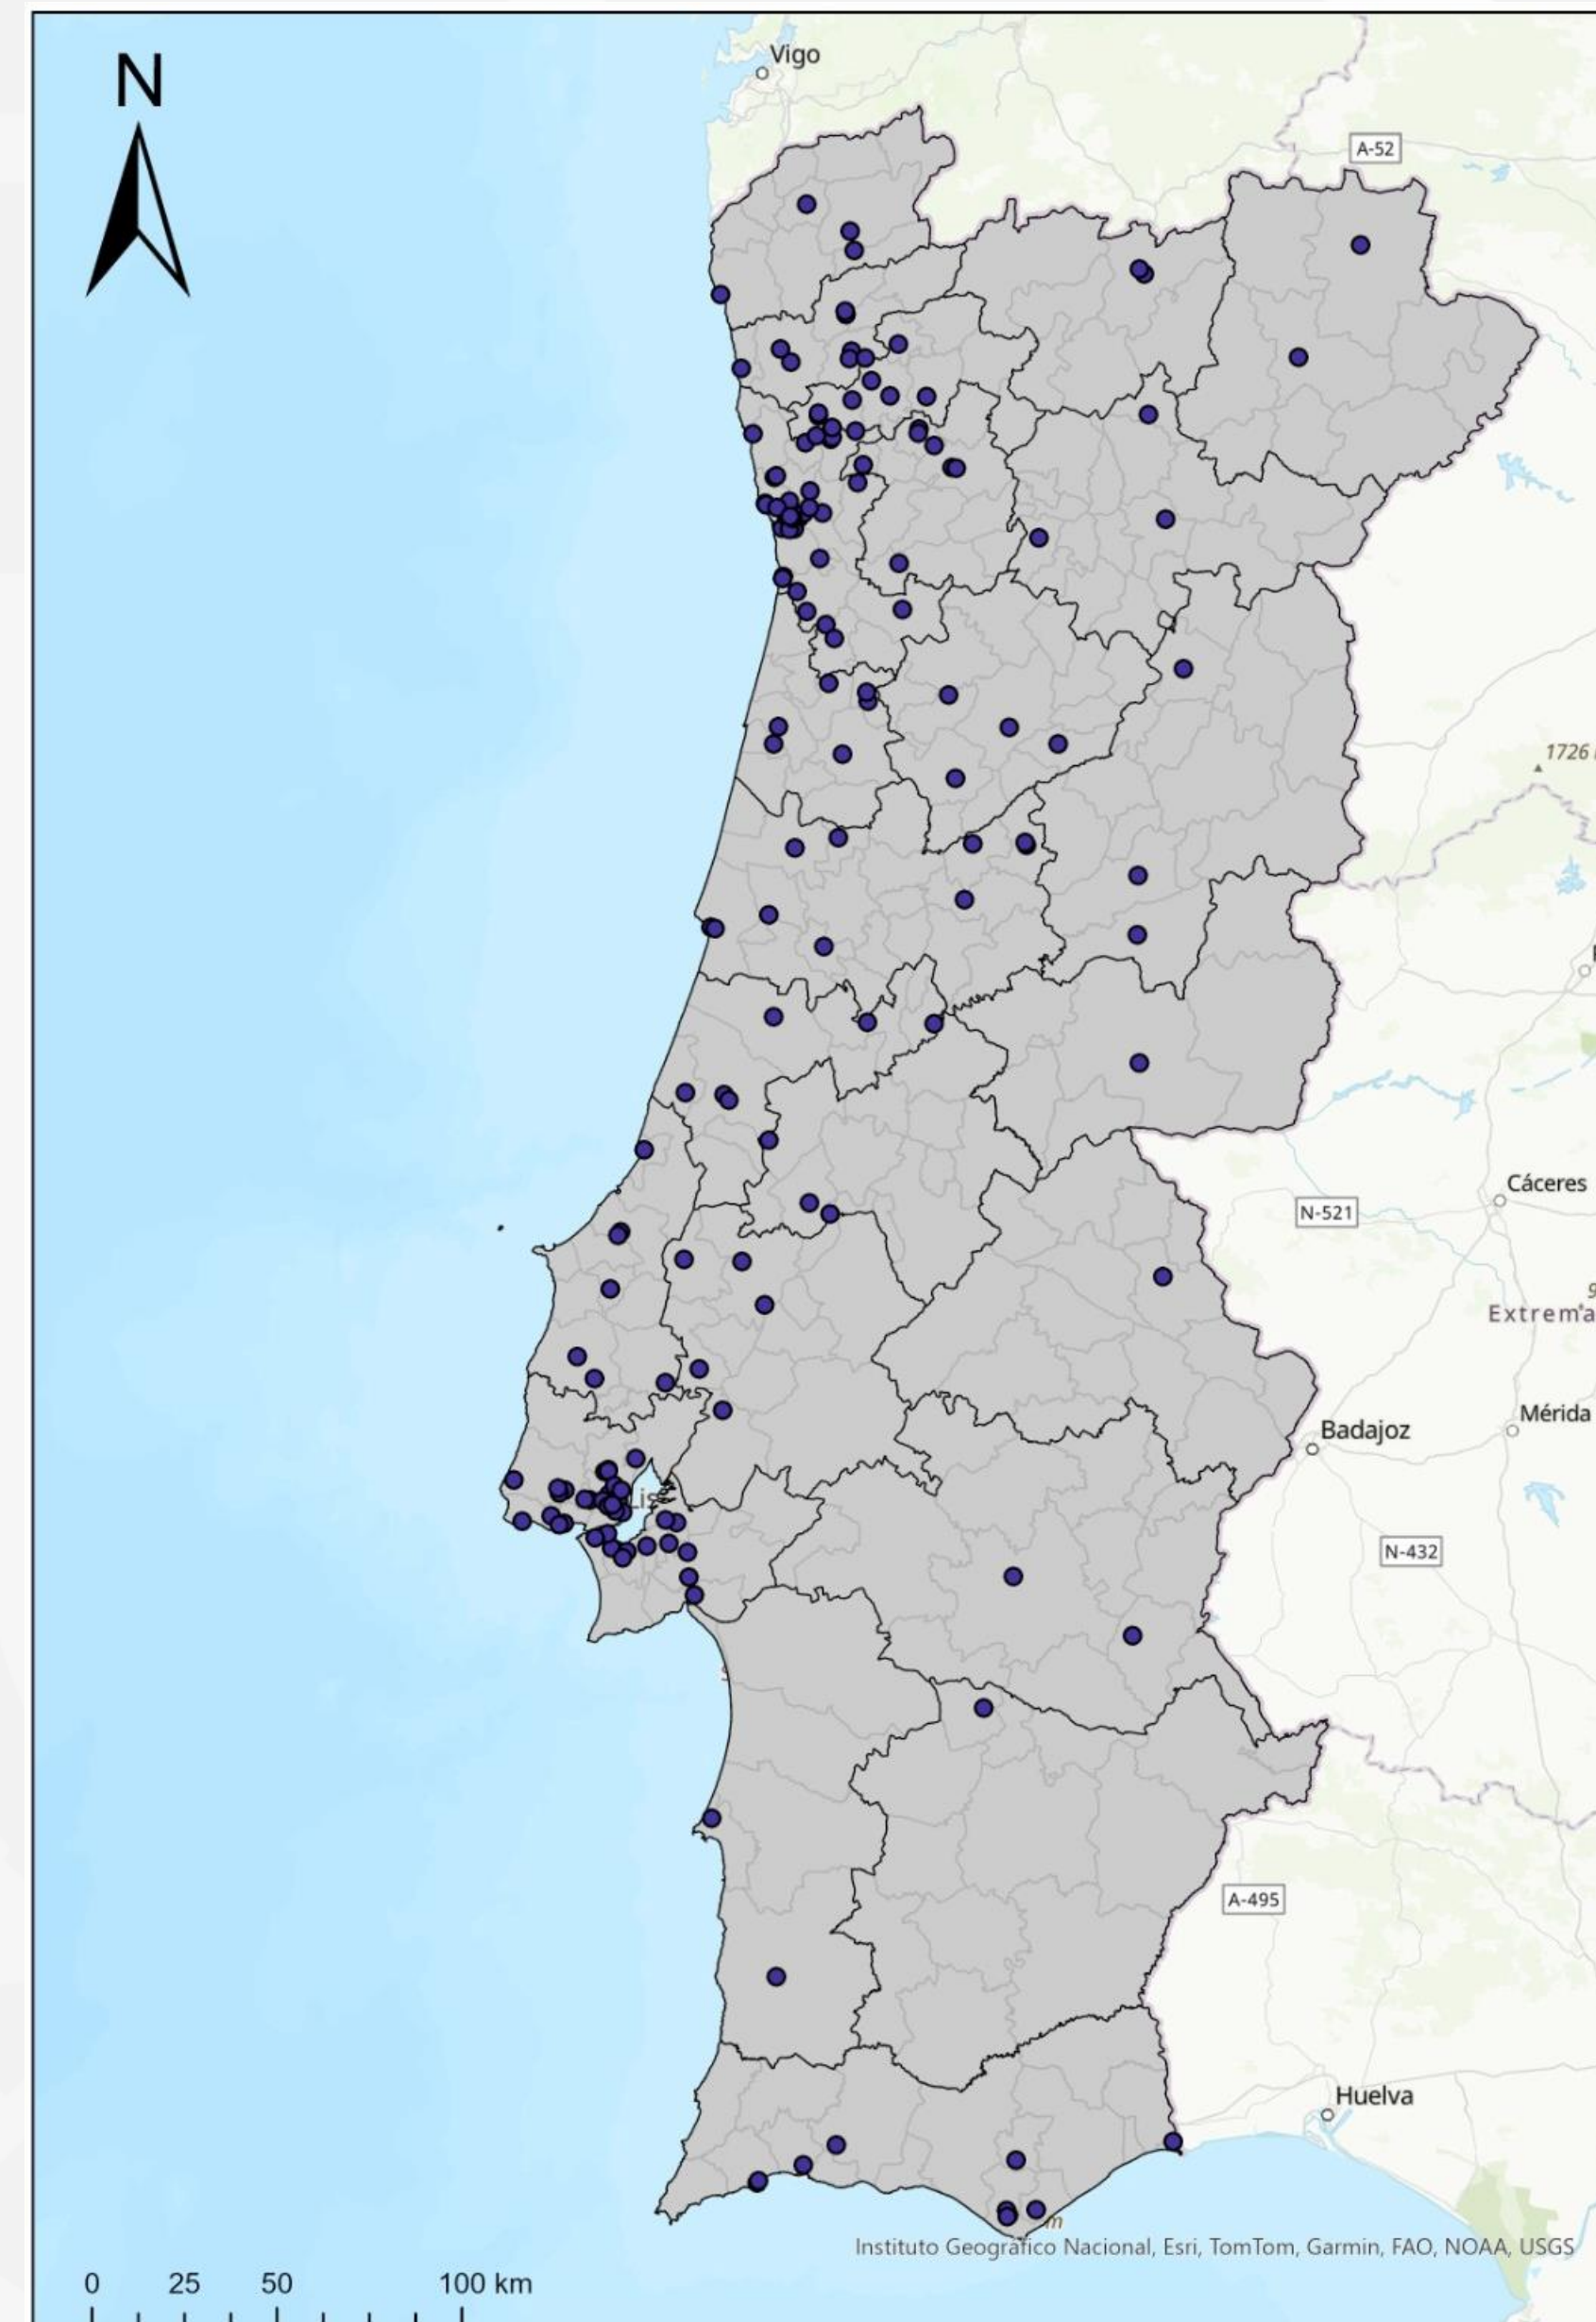 N
Vigo
A-52
1726
Cáceres
N-521
Extrema
Badajoz
Mérida
Lis
N-432
A-495
Huelva
m
Instituto Geográfico Nacional, Esri, TomTom, Garmin, FAO, NOAA, USGS
0 25 50 100 km